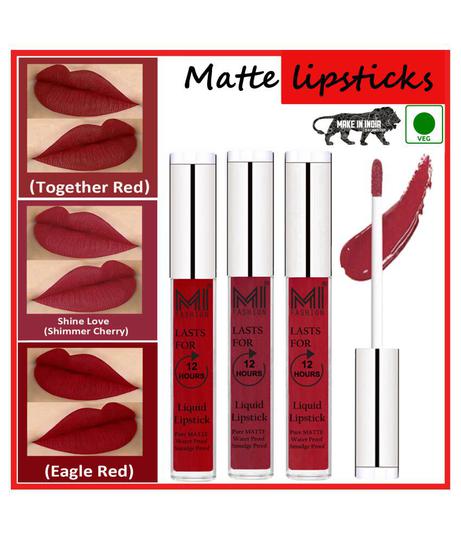 Matte lipsticks
MAKE IN INDIA
VEG
(Together Red)
Shine Love
(Shimmer Cherry)
(Eagle Red)
MI
FASHION
LASTS
FOR
12
HOURS
Liquid
Lipstick
Pure MATTE
Water Proof
Smudge Proof
MI
FASHION
LASTS
FOR
12
HOURS
Liquid
Lipstick
Pure MATTE
Water Proof
Smudge Proof
MI
FASHION
LASTS
FOR
12
HOURS
Liquid
Lipstick
Pure MATTE
Water Proof
Smudge Proof